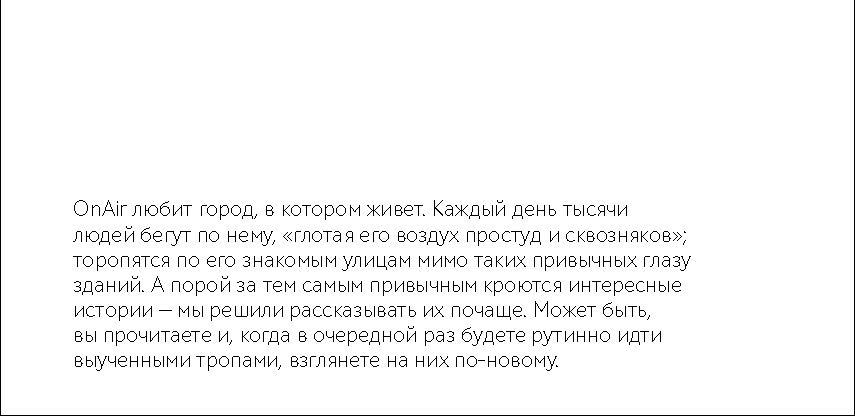 OnAir любит город, в котором живет. Каждый день тысячи
людей бегут по нему, «глотая его воздух простуд и сквозняков»;
торопятся по его знакомым улицам мимо таких привычных глазу
зданий. А порой за тем самым привычным кроются интересные
истории — мы решили рассказывать их почаще. Может быть,
вы прочитаете и, когда в очередной раз будете рутинно идти
выученными тропами, взглянете на них по-новому.